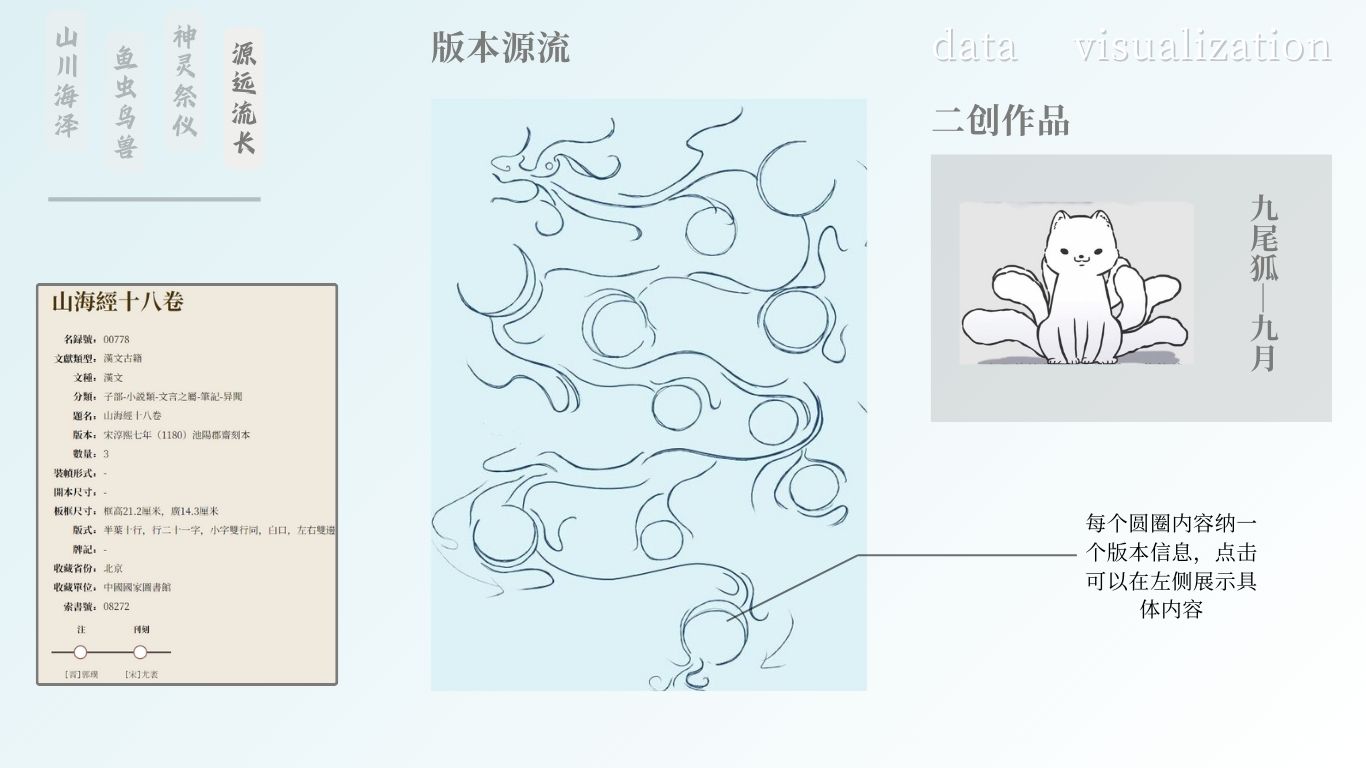 山川海泽
鱼虫鸟兽
神灵祭仪
源远流长
版本源流
data visualization
二创作品
九尾狐—九月
山海經十八卷
名録號：00778
文獻類型：漢文古籍
文種：漢文
分類：子部-小説類-文言之屬-筆記-异聞
題名：山海經十八卷
版本：宋淳熙七年（1180）池陽郡齋刻本
數量：3
裝幀形式：-
開本尺寸：-
板框尺寸：框高21.2厘米，廣14.3厘米
版式：半葉十行，行二十一字，小字雙行同，白口，左右雙邊
牌記：-
收藏省份：北京
收藏單位：中國國家圖書館
索書號：08272
注 刊刻
[晋]郭璞 [宋]尤袤
每个圆圈内容纳一
个版本信息，点击
可以在左侧展示具
体内容